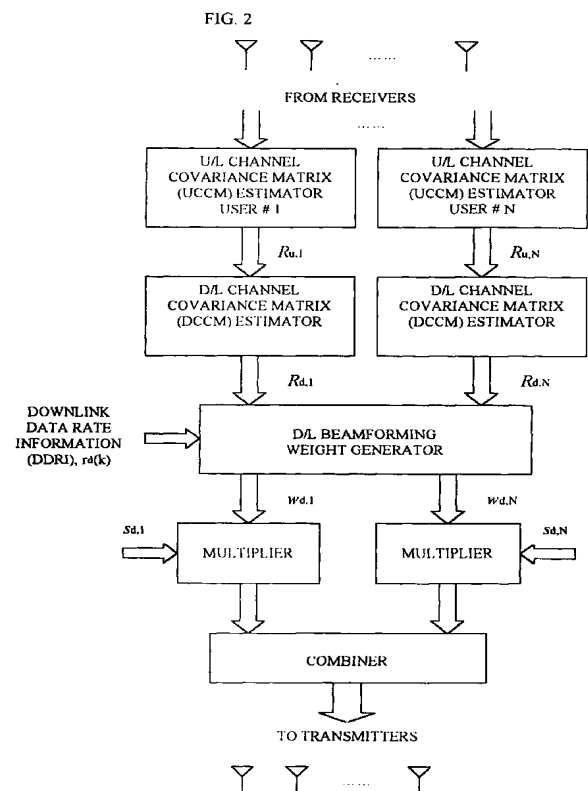 FIG. 2
……
FROM RECEIVERS
……
U/L CHANNEL
COVARIANCE MATRIX
(UCCM) ESTIMATOR
USER # 1
U/L CHANNEL
COVARIANCE MATRIX
(UCCM) ESTIMATOR
USER # N
Ru,1
Ru,N
D/L CHANNEL
COVARIANCE MATRIX
(DCCM) ESTIMATOR
D/L CHANNEL
COVARIANCE MATRIX
(DCCM) ESTIMATOR
Rd,1
Rd,N
DOWNLINK
DATA RATE
INFORMATION
(DDRI), rd(k)
D/L BEAMFORMING
WEIGHT GENERATOR
wd,1
wd,N
sd,1
MULTIPLIER
MULTIPLIER
sd,N
COMBINER
TO TRANSMITTERS
……